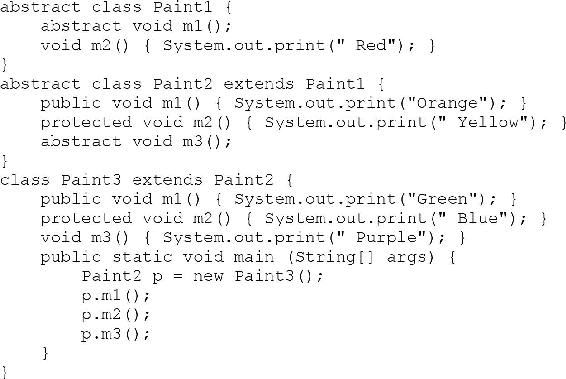 abstract class Paint1 {
    abstract void m1();
    void m2() { System.out.print(" Red"); }
}
abstract class Paint2 extends Paint1 {
    public void m1() { System.out.print("Orange"); }
    protected void m2() { System.out.print(" Yellow"); }
    abstract void m3();
}
class Paint3 extends Paint2 {
    public void m1() { System.out.print("Green"); }
    protected void m2() { System.out.print(" Blue"); }
    void m3() { System.out.print(" Purple"); }
    public static void main (String[] args) {
        Paint2 p = new Paint3();
        p.m1();
        p.m2();
        p.m3();
    }
}